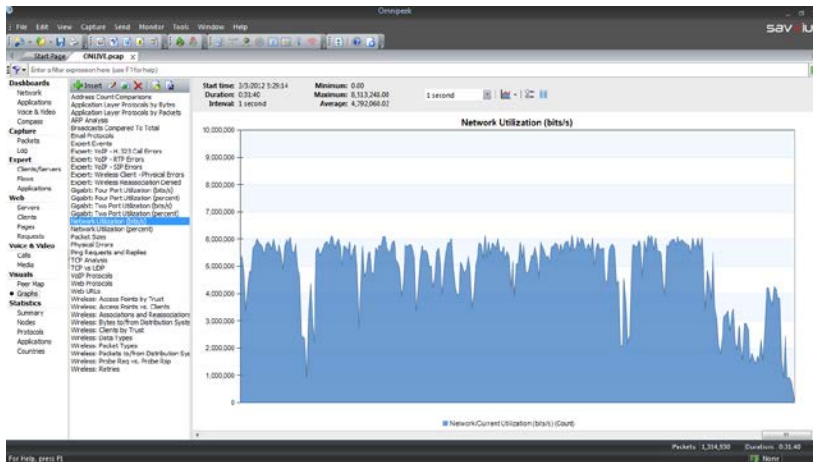 Omnipeek
File Edit View Capture Send Monitor Tools Window Help
Start Page ONLIVE.pcap x
Enter a filter expression here (use F1 for help)
Dashboards
Network
Applications
Voice & Video
Compass
Capture
Packets
Log
Expert
Clients/Servers
Flows
Applications
Web
Servers
Clients
Pages
Requests
Voice & Video
Calls
Media
Visuals
Peer Map
Graphs
Statistics
Summary
Nodes
Protocols
Applications
Countries
Insert
Address Count Comparisons
Application Layer Protocols by Bytes
Application Layer Protocols by Packets
ARP Analysis
Broadcasts Compared To Total
Email Protocols
Expert Events
Expert: VoIP - H.323 Call Errors
Expert: VoIP - RTP Errors
Expert: VoIP - SIP Errors
Expert: Wireless Client - Physical Errors
Expert: Wireless Reassociation Denied
Gigabit: Four Port Utilization (bits/s)
Gigabit: Four Port Utilization (percent)
Gigabit: Two Port Utilization (bits/s)
Gigabit: Two Port Utilization (percent)
Network Utilization (bits/s)
Network Utilization (percent)
Packet Sizes
Physical Errors
Ping Requests and Replies
TCP Analysis
TCP vs UDP
VoIP Protocols
Web Protocols
Web URLs
Wireless: Access Points by Trust
Wireless: Access Points vs. Clients
Wireless: Associations and Reassociations
Wireless: Bytes to/from Distribution Syste
Wireless: Clients by Trust
Wireless: Data Types
Wireless: Packet Types
Wireless: Packets to/from Distribution Sys
Wireless: Probe Req vs. Probe Rsp
Wireless: Retries
Start time: 3/3/2012 5:29:14
Duration: 0:31:40
Interval: 1 second
Minimum: 0.00
Maximum: 8,513,248.00
Average: 4,792,068.02
1 second
Network Utilization (bits/s)
10,000,000
9,000,000
8,000,000
7,000,000
6,000,000
5,000,000
4,000,000
3,000,000
2,000,000
1,000,000
0
Network/Current Utilization (bits/s) (Count)
Packets: 1,314,930 Duration: 0:31:40
For Help, press F1
None